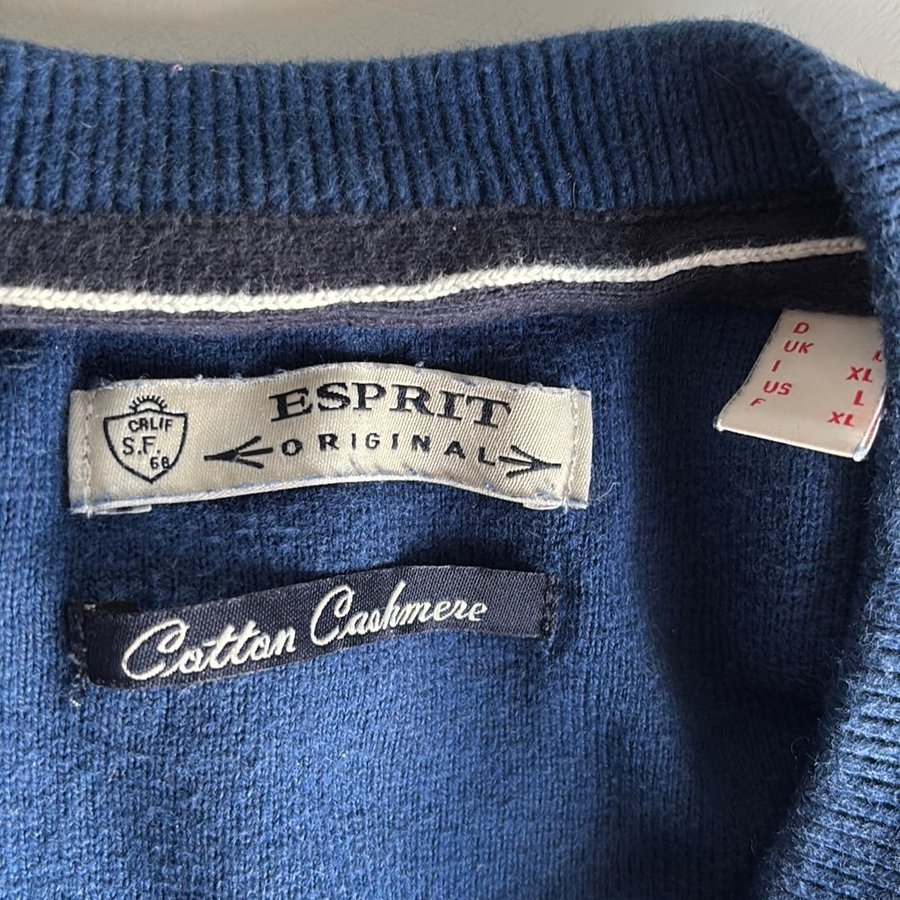 ESPRIT
ORIGINAL
CALIF
S.F.
68
Cotton Cashmere
D
UK
XL
I
L
US
XL
F